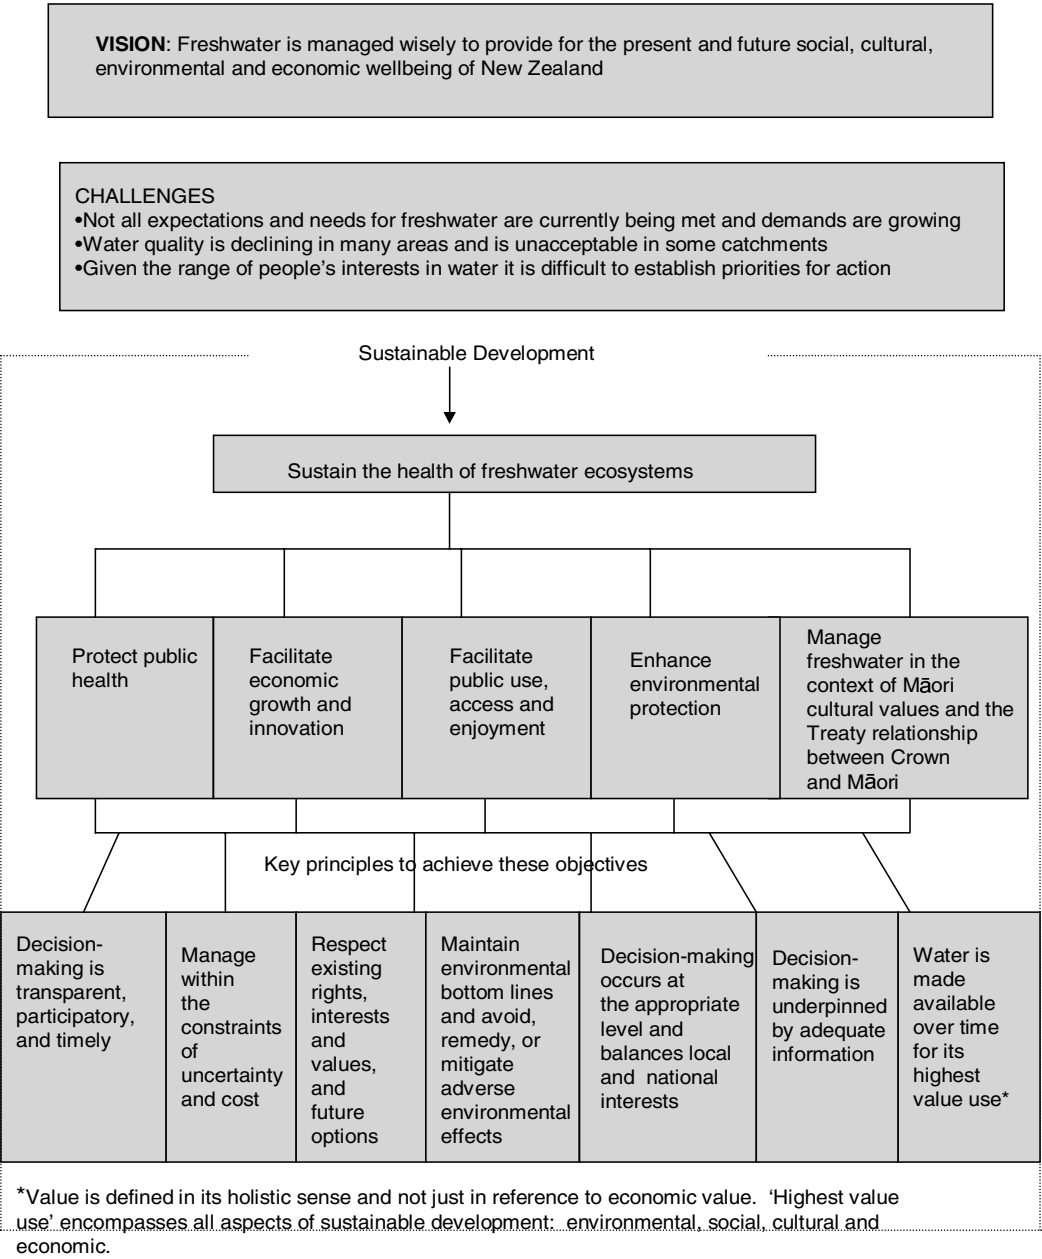 VISION: Freshwater is managed wisely to provide for the present and future social, cultural,
environmental and economic wellbeing of New Zealand
CHALLENGES
•Not all expectations and needs for freshwater are currently being met and demands are growing
•Water quality is declining in many areas and is unacceptable in some catchments
•Given the range of people's interests in water it is difficult to establish priorities for action
Sustainable Development
Sustain the health of freshwater ecosystems
Protect public
health
Facilitate
economic
growth and
innovation
Facilitate
public use,
access and
enjoyment
Enhance
environmental
protection
Manage
freshwater in the
context of Māori
cultural values and the
Treaty relationship
between Crown
and Māori
Key principles to achieve these objectives
Decision-
making is
transparent,
participatory,
and timely
Manage
within
the
constraints
of
uncertainty
and cost
Respect
existing
rights,
interests
and
values,
and
future
options
Maintain
environmental
bottom lines
and avoid,
remedy, or
mitigate
adverse
environmental
effects
Decision-making
occurs at
the appropriate
level and
balances local
and national
interests
Decision-
making is
underpinned
by adequate
information
Water is
made
available
over time
for its
highest
value use*
*Value is defined in its holistic sense and not just in reference to economic value. 'Highest value
use' encompasses all aspects of sustainable development: environmental, social, cultural and
economic.